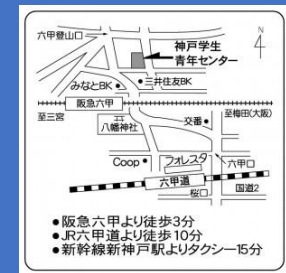 六甲登山口
神戸学生
青年センター
みなとBK
三井住友BK
阪急六甲
至三宮
八幡神社
交番
至梅田(大阪)
Coop
フォレスタ
六甲口
六甲道
桜口
国道2
●阪急六甲より徒歩3分
●JR六甲道より徒歩10分
●新幹線新神戸駅よりタクシー15分